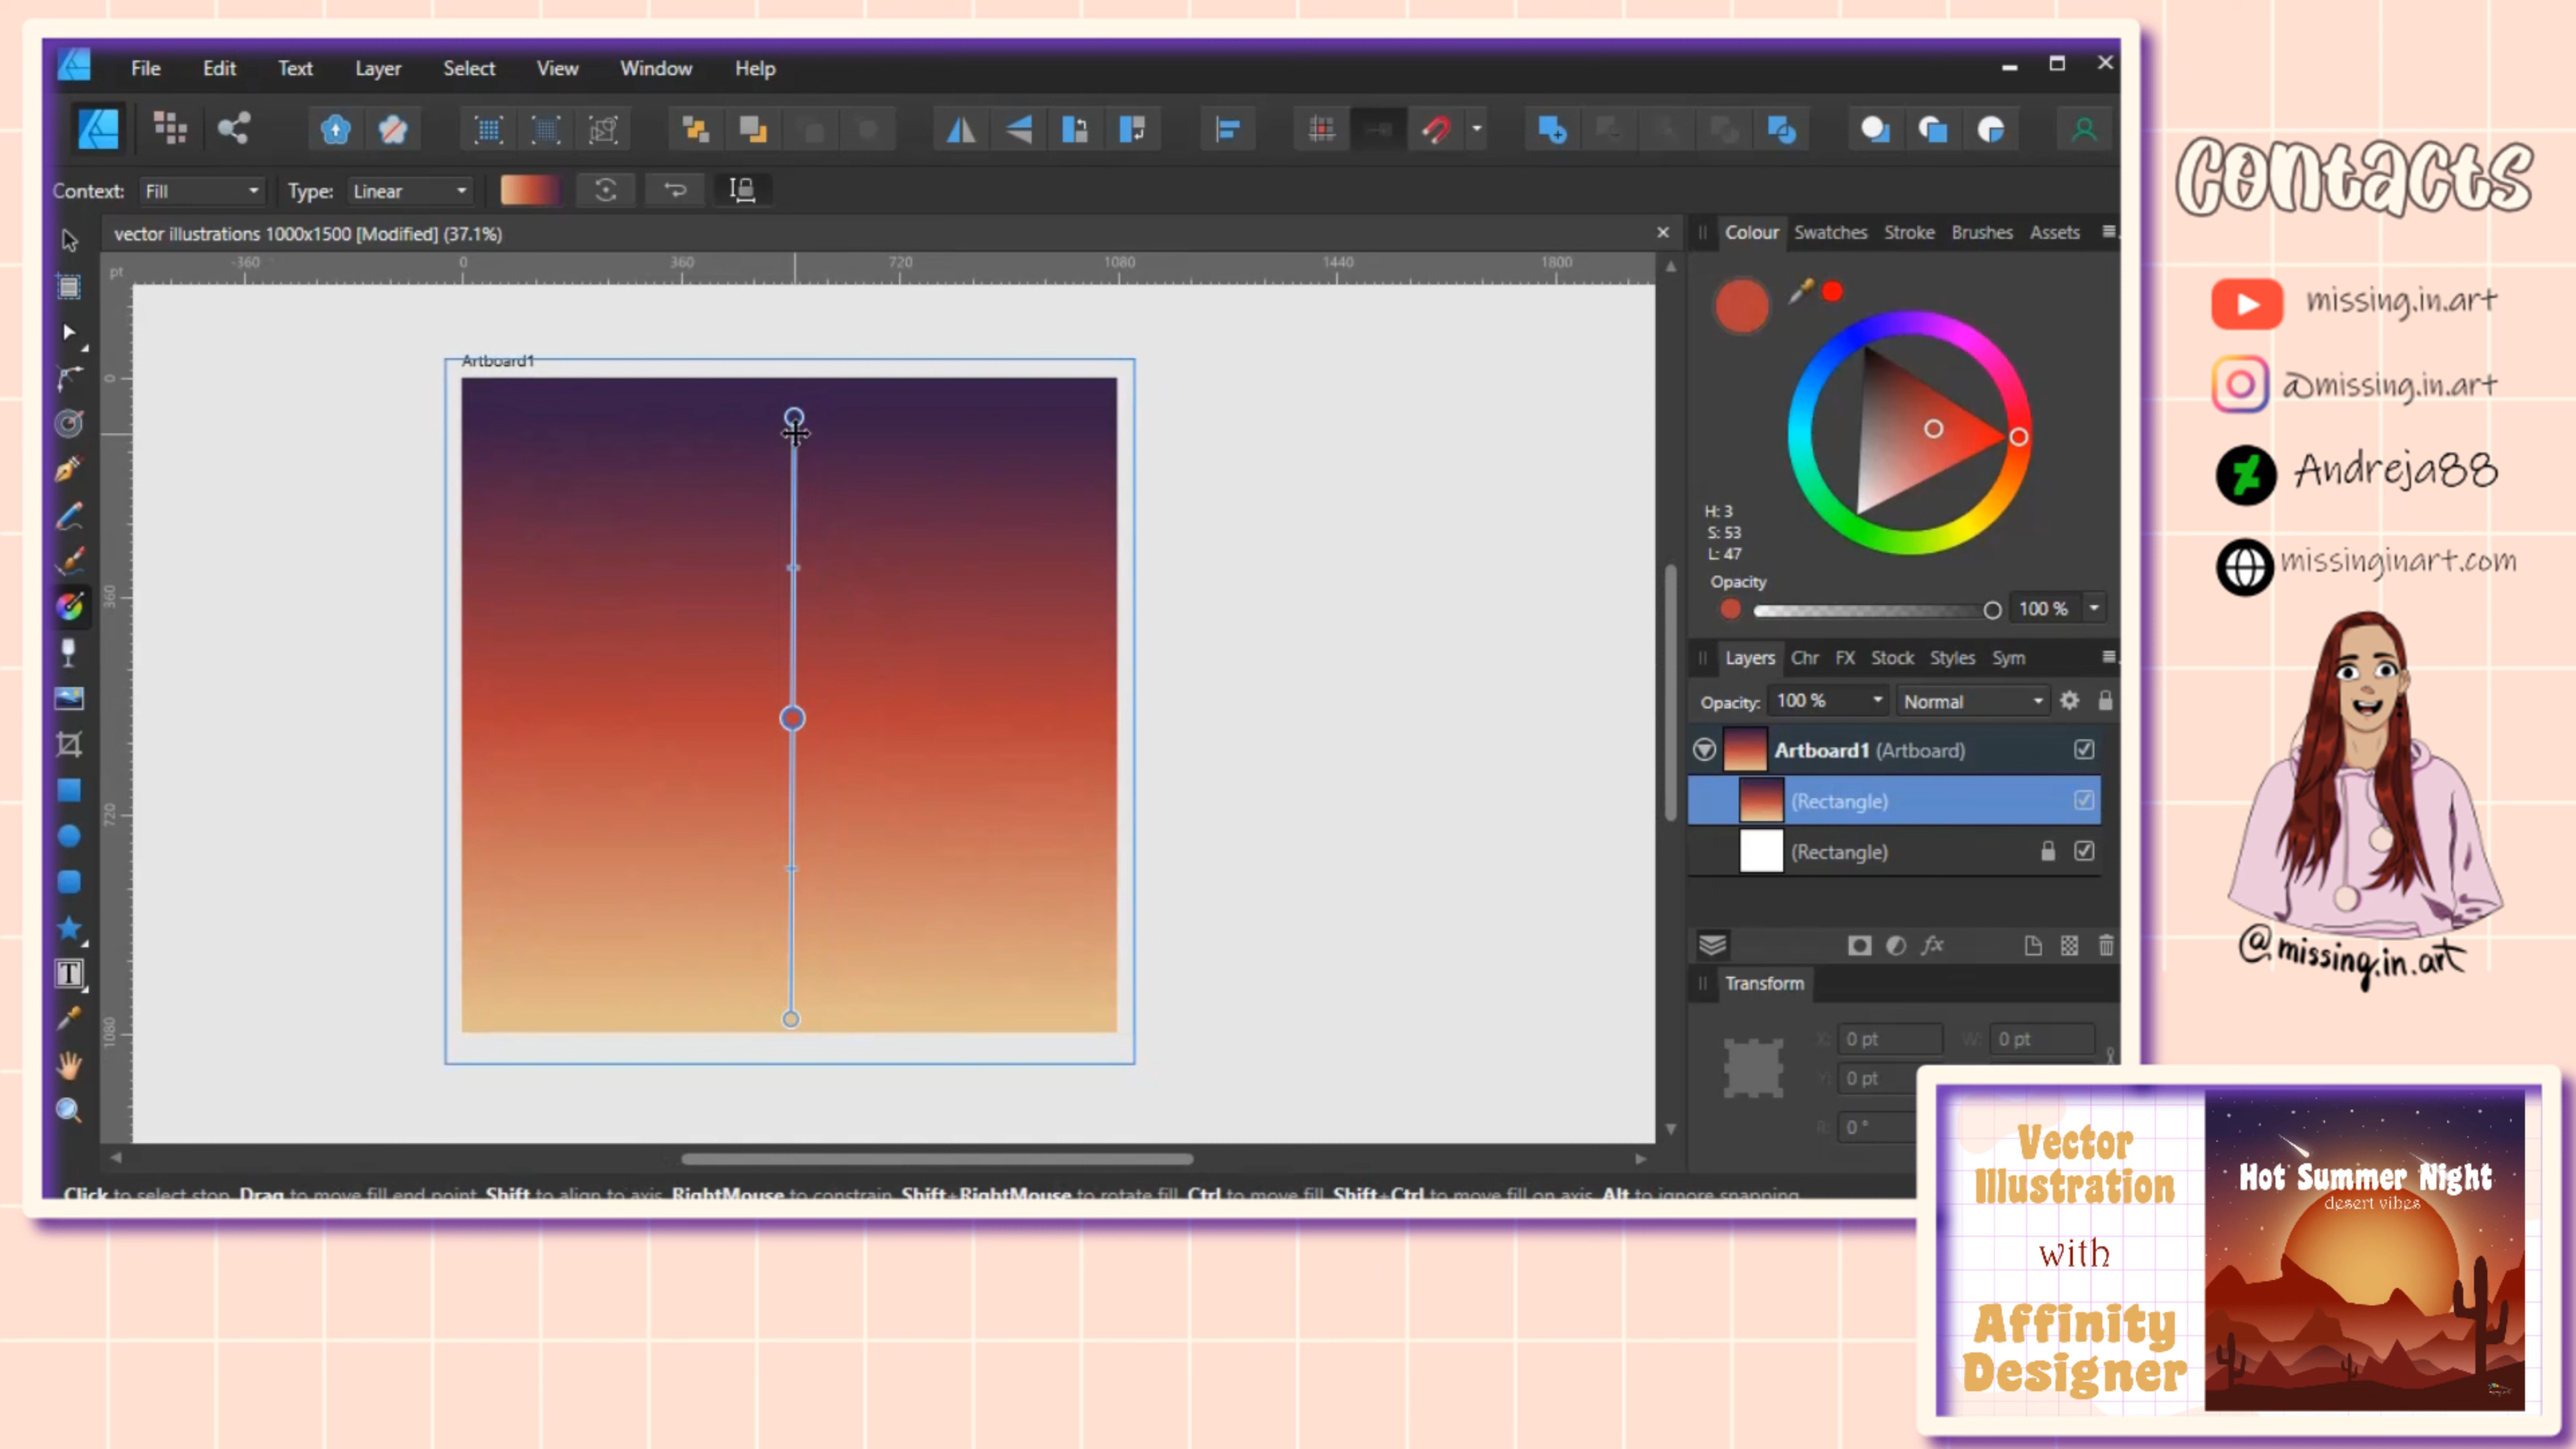 File Edit Text Layer Select View Window Help
Context: Fill Type: Linear
vector illustrations 1000x1500 [Modified] (37.1%)
pt -360 0 360 720 1080 1440 1800
0
360
720
1080
Artboard1
Colour Swatches Stroke Brushes Assets
H: 3
S: 53
L: 47
Opacity
100 %
Layers Chr FX Stock Styles Sym
Opacity: 100 % Normal
Artboard1 (Artboard)
(Rectangle)
(Rectangle)
fx
Transform
X: 0 pt W: 0 pt
Y: 0 pt
R: 0 °
Click to select stop. Drag to move fill end point. Shift to align to axis. RightMouse to constrain. Shift+RightMouse to rotate fill. Ctrl to move fill. Shift+Ctrl to move fill on axis. Alt to ignore snapping.
Contacts
missing.in.art
@missing.in.art
Andreja88
missinginart.com
@missing.in.art
Vector
Illustration
with
Affinity
Designer
Hot Summer Night
desert vibes